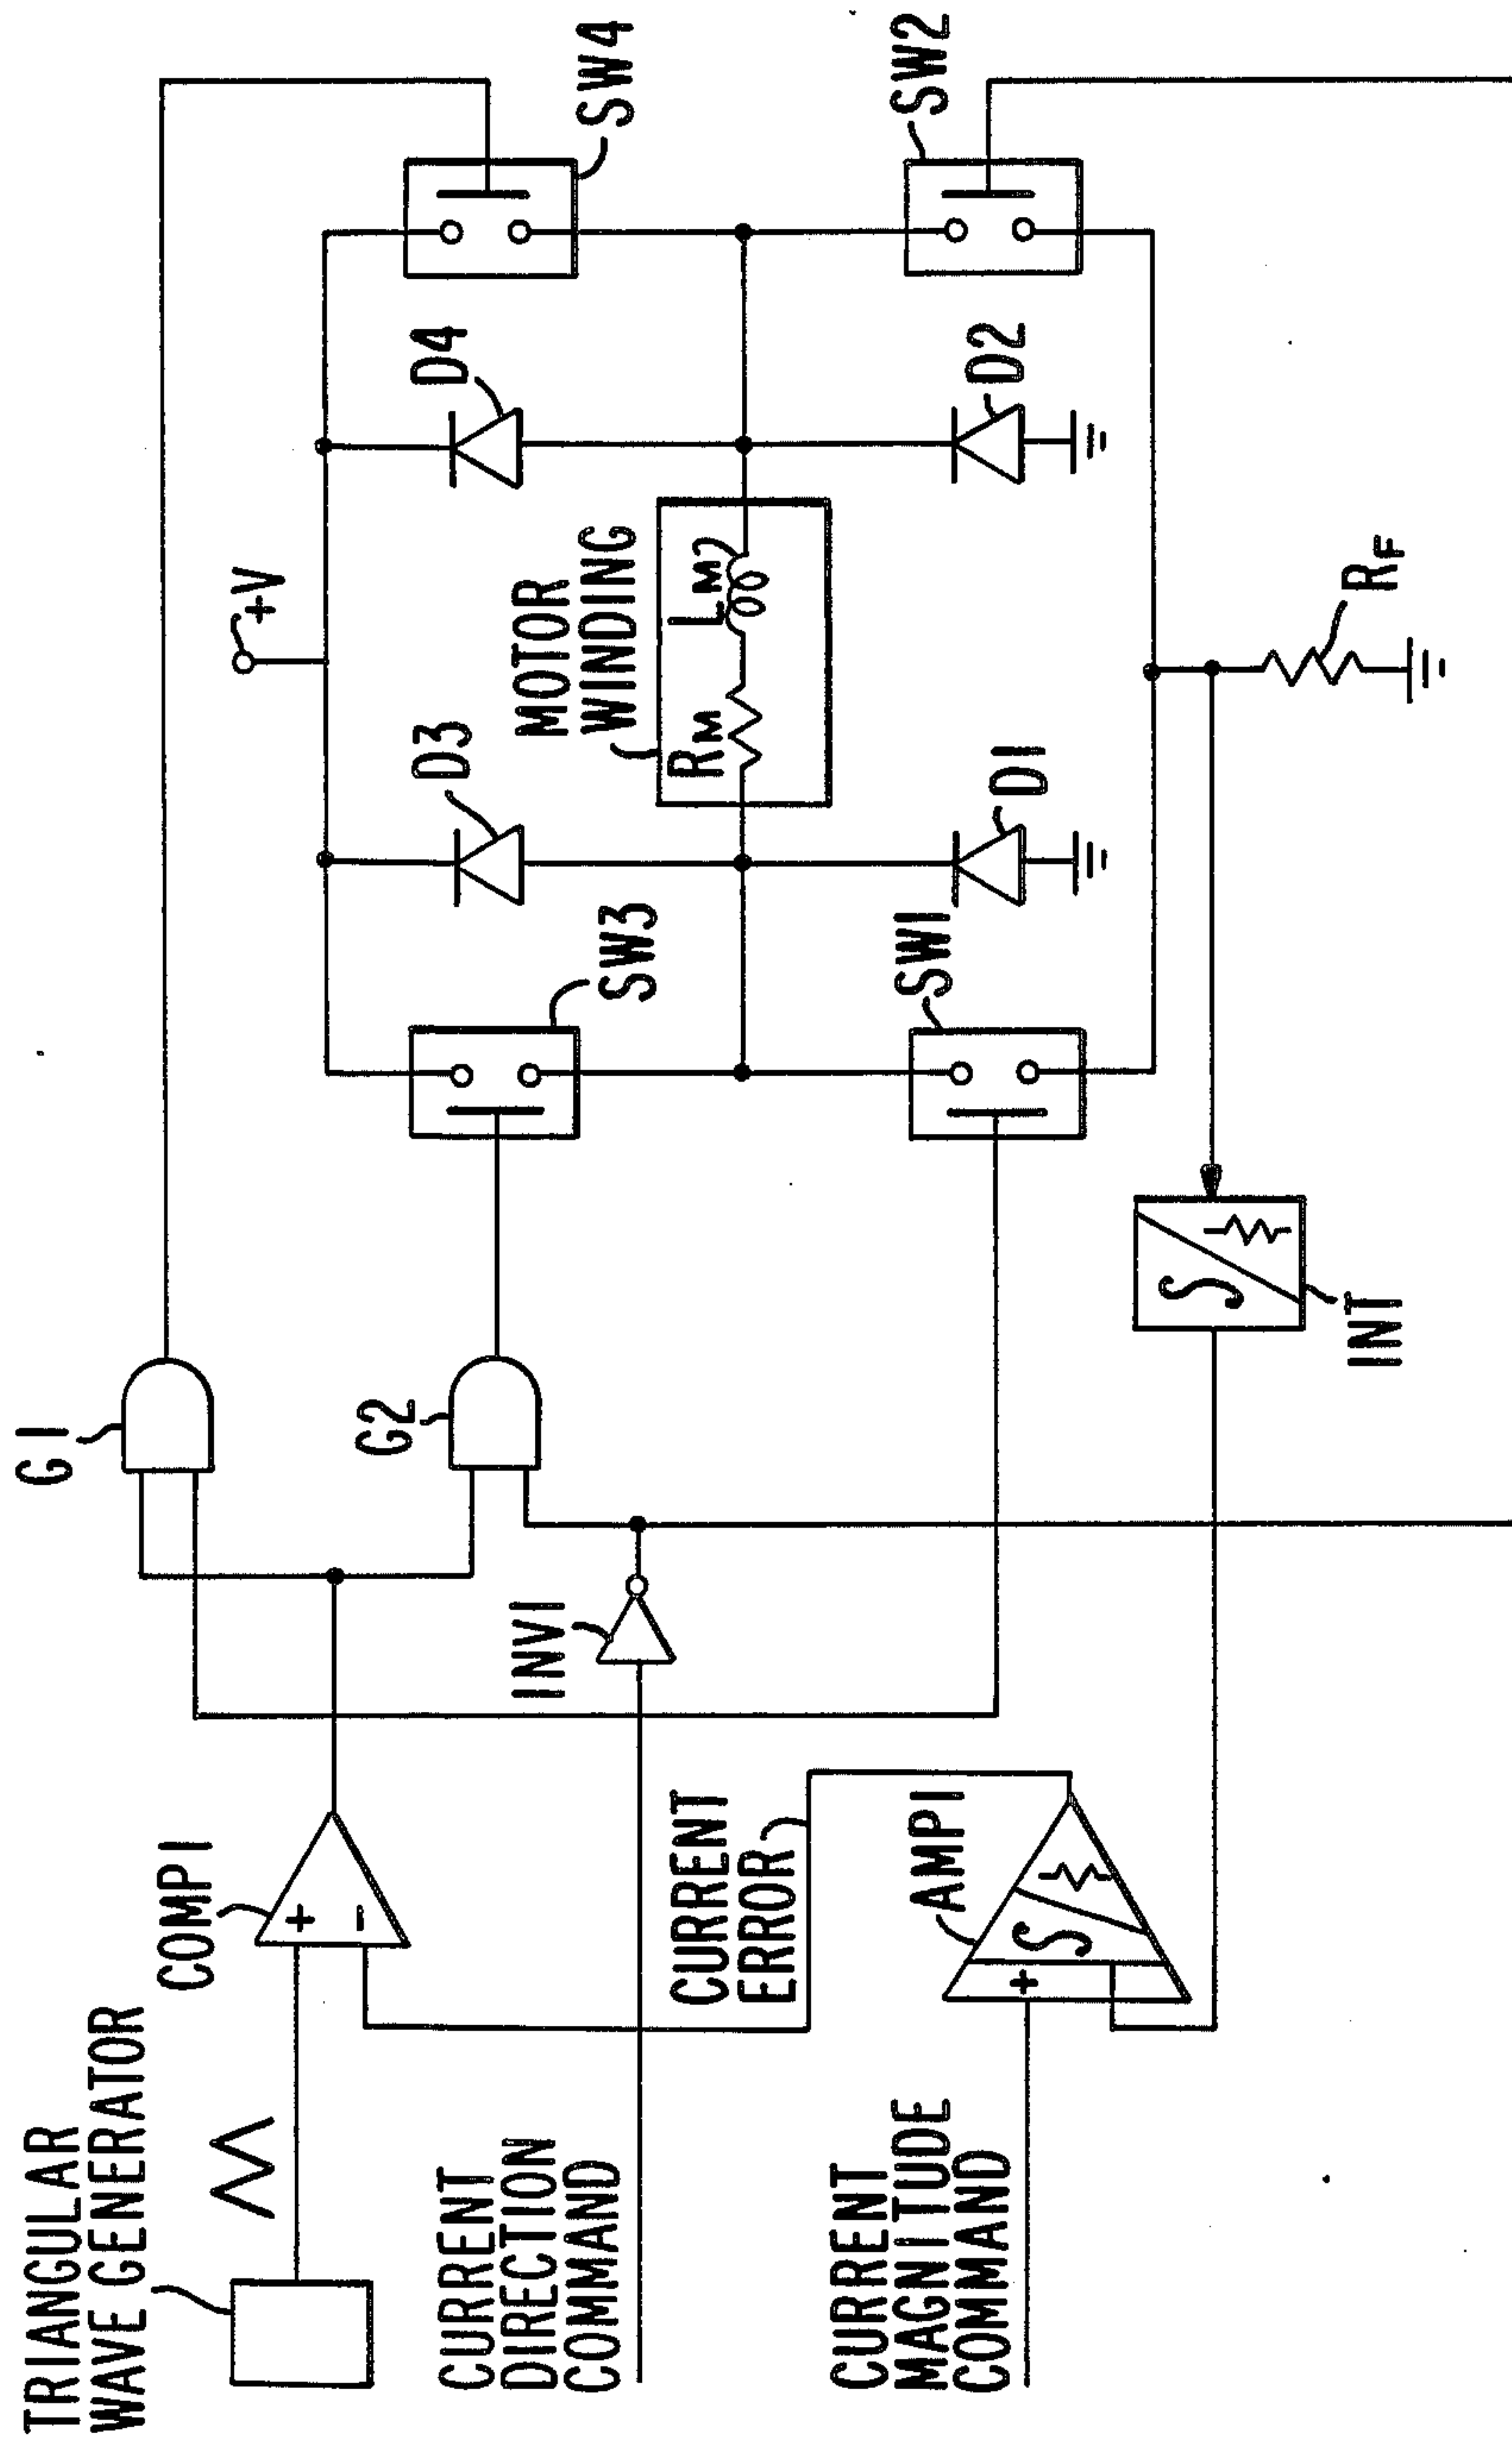 TRIANGULAR
WAVE GENERATOR
COMP1
+
−
G1
G2
INV1
CURRENT
DIRECTION
COMMAND
CURRENT
ERROR
CURRENT
MAGNITUDE
COMMAND
AMP1
+
∫
INT
∫
+V
SW3
SW1
D3
D1
MOTOR
WINDING
RM
LM
D4
D2
SW4
SW2
RF